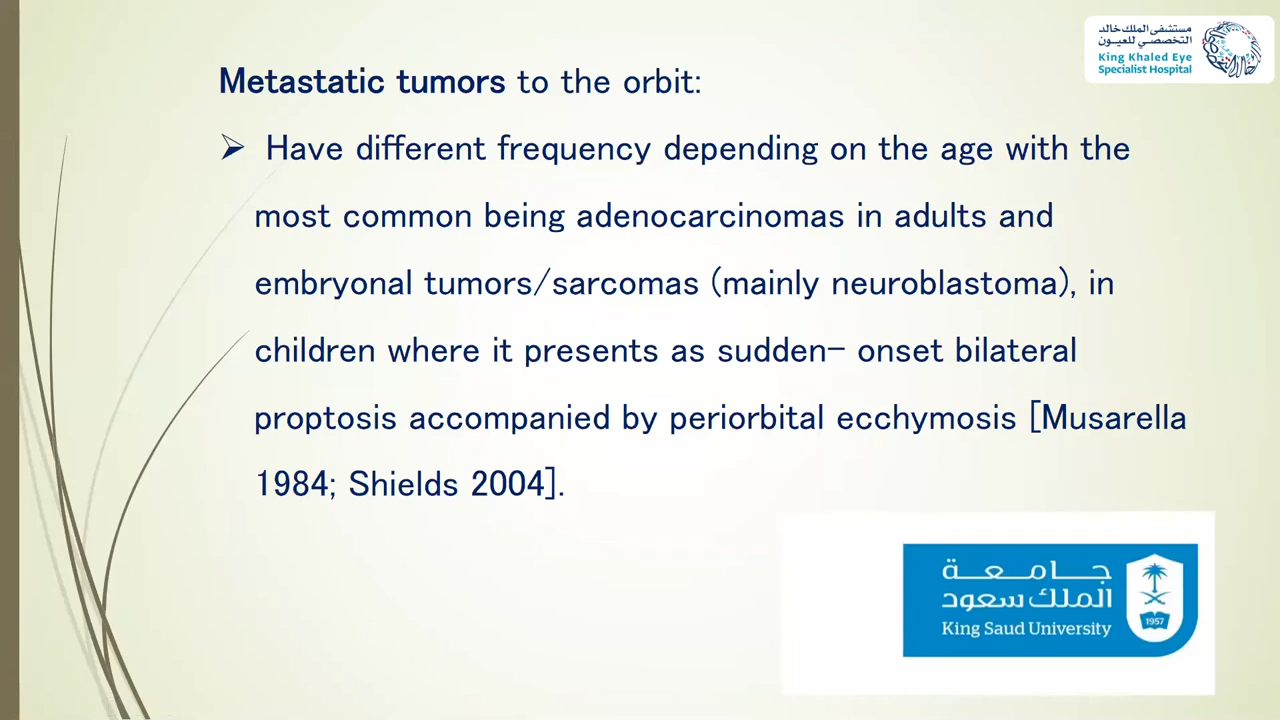 مستشفى الملك خالد
التخصصي للعيون
King Khaled Eye
Specialist Hospital
Metastatic tumors to the orbit:
➢ Have different frequency depending on the age with the
most common being adenocarcinomas in adults and
embryonal tumors/sarcomas (mainly neuroblastoma), in
children where it presents as sudden- onset bilateral
proptosis accompanied by periorbital ecchymosis [Musarella
1984; Shields 2004].
جامعة
الملك سعود
King Saud University
1957